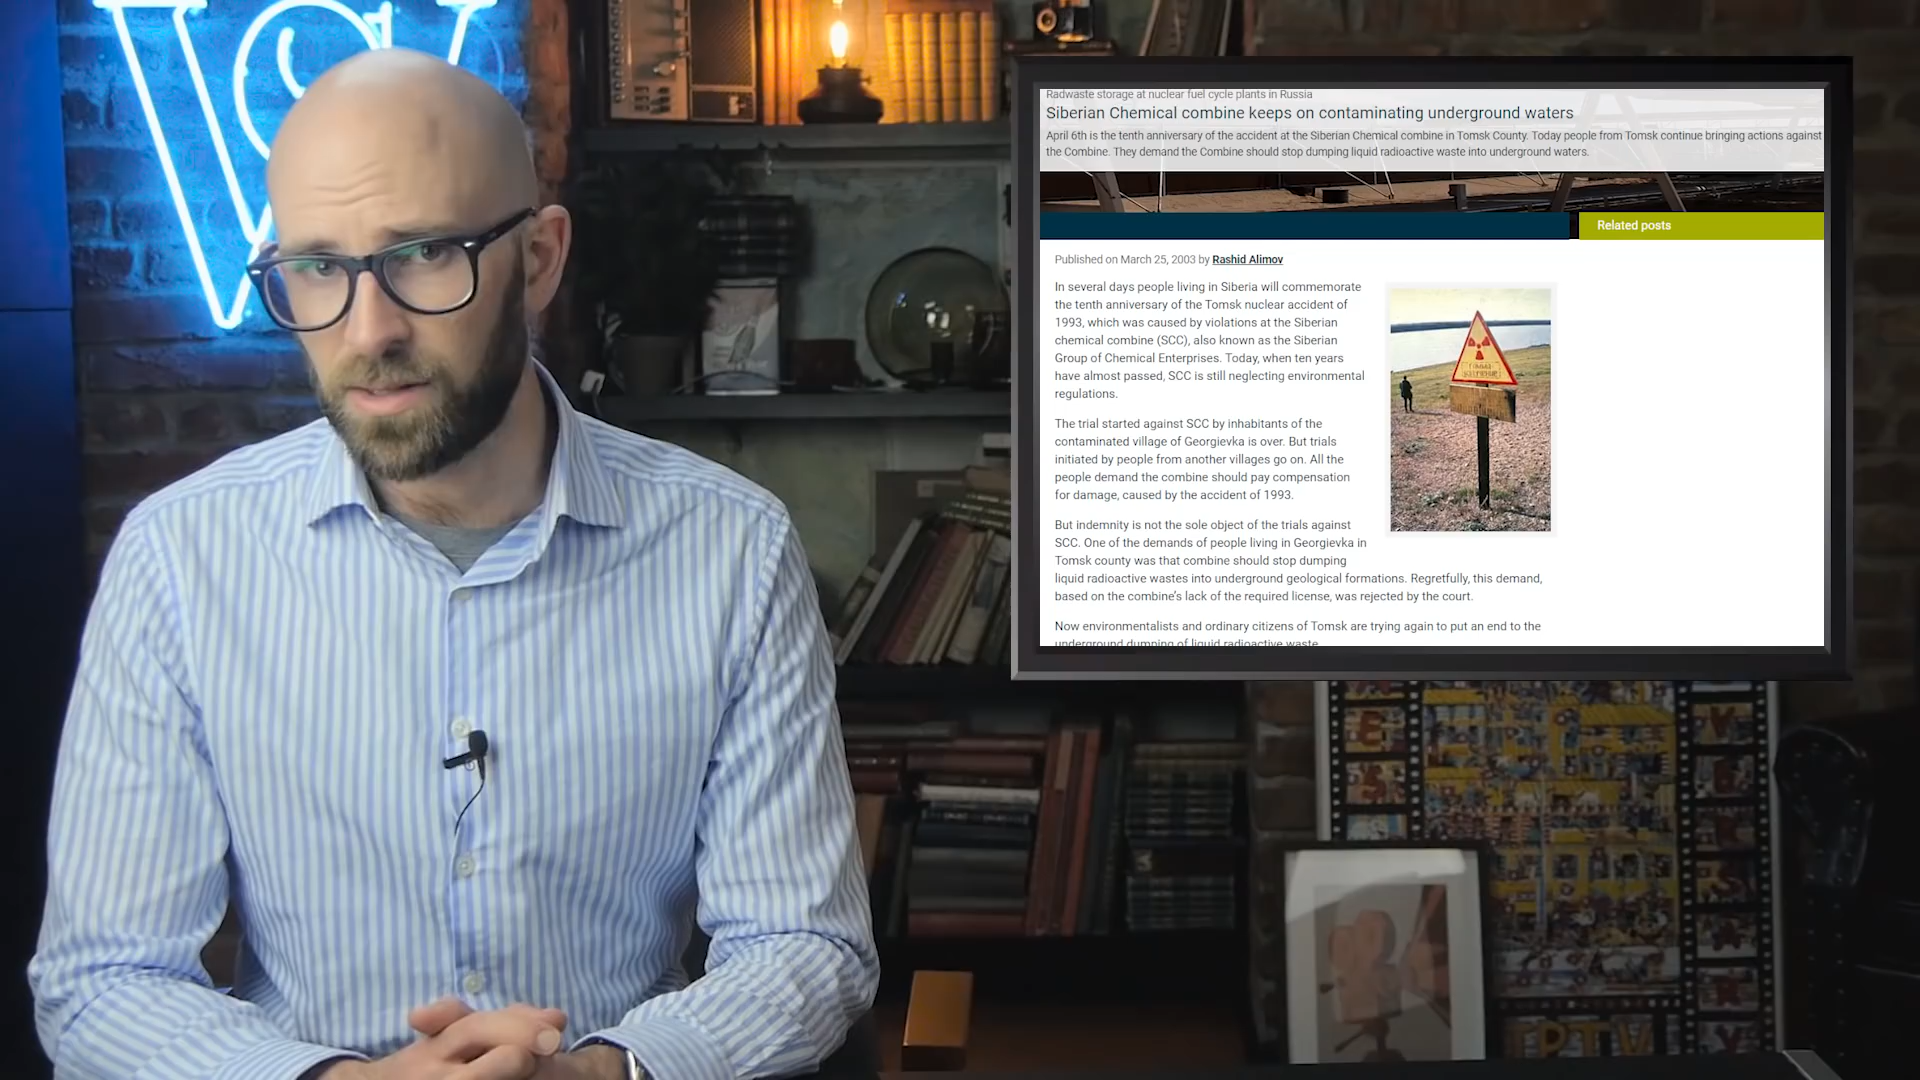 Radwaste storage at nuclear fuel cycle plants in Russia
Siberian Chemical combine keeps on contaminating underground waters
April 6th is the tenth anniversary of the accident at the Siberian Chemical combine in Tomsk County. Today people from Tomsk continue bringing actions against
the Combine. They demand the Combine should stop dumping liquid radioactive waste into underground waters.
Related posts
Published on March 25, 2003 by Rashid Alimov
In several days people living in Siberia will commemorate
the tenth anniversary of the Tomsk nuclear accident of
1993, which was caused by violations at the Siberian
chemical combine (SCC), also known as the Siberian
Group of Chemical Enterprises. Today, when ten years
have almost passed, SCC is still neglecting environmental
regulations.
The trial started against SCC by inhabitants of the
contaminated village of Georgievka is over. But trials
initiated by people from another villages go on. All the
people demand the combine should pay compensation
for damage, caused by the accident of 1993.
But indemnity is not the sole object of the trials against
SCC. One of the demands of people living in Georgievka in
Tomsk county was that combine should stop dumping
liquid radioactive wastes into underground geological formations. Regretfully, this demand,
based on the combine's lack of the required license, was rejected by the court.
Now environmentalists and ordinary citizens of Tomsk are trying again to put an end to the
underground dumping of liquid radioactive waste.